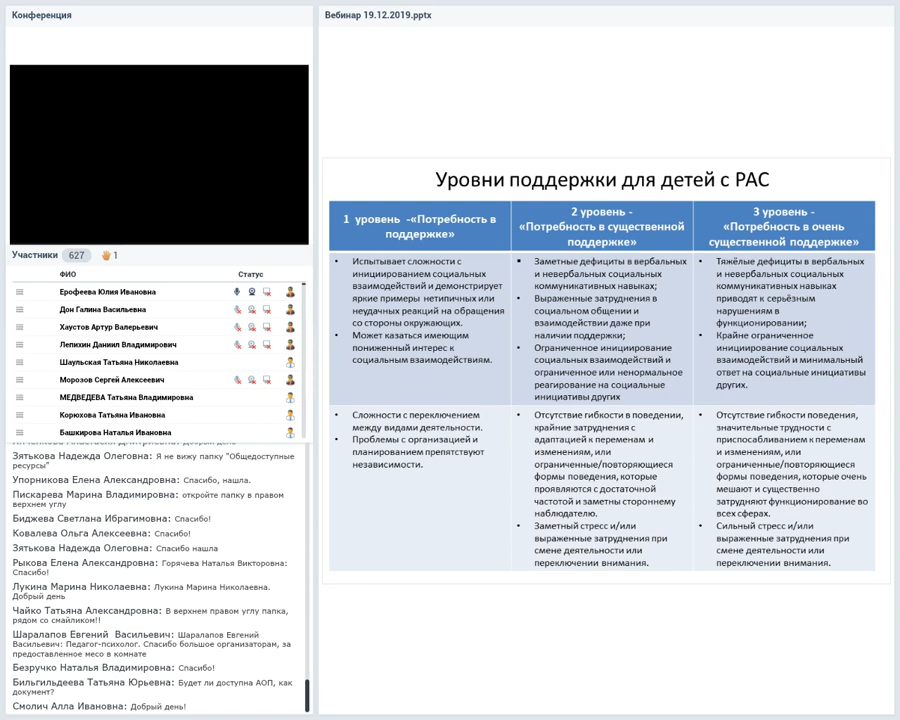 Конференция
Участники 627 1
ФИО Статус
Ерофеева Юлия Ивановна
Дон Галина Васильевна
Хаустов Артур Валерьевич
Лепихин Даниил Владимирович
Шаульская Татьяна Николаевна
Морозов Сергей Алексеевич
МЕДВЕДЕВА ТАТЬЯНА ВЛАДИМИРОВНА
Корюхова Татьяна Ивановна
Башкирова Наталья Ивановна
Зятькова Надежда Олеговна: Я не вижу папку "Общедоступные
ресурсы"
Упорникова Елена Александровна: Спасибо, нашла.
Пискарева Марина Владимировна: откройте папку в правом
верхнем углу
Биджева Светлана Ибрагимовна: Спасибо!
Ковалева Ольга Алексеевна: Спасибо!
Зятькова Надежда Олеговна: Спасибо нашла
Рыкова Елена Александровна: Горячева Наталья Викторовна:
Спасибо!
Лукина Марина Николаевна: Лукина Марина Николаевна.
Добрый день
Чайко Татьяна Александровна: В верхнем правом углу папка,
рядом со смайликом!!
Шаралапов Евгений Васильевич: Шаралапов Евгений
Васильевич: Педагог-психолог. Спасибо большое организаторам, за
предоставленное месо в комнате
Безручко Наталья Владимировна: Спасибо!
Бильгильдеева Татьяна Юрьевна: Будет ли доступна АОП, как
документ?
Смолич Алла Ивановна: Добрый день!
Вебинар 19.12.2019.pptx
Уровни поддержки для детей с РАС
1 уровень -«Потребность в
поддержке»
2 уровень -
«Потребность в существенной
поддержке»
3 уровень -
«Потребность в очень
существенной поддержке»
• Испытывает сложности с
инициированием социальных
взаимодействий и демонстрирует
яркие примеры нетипичных или
неудачных реакций на обращения
со стороны окружающих.
• Может казаться имеющим
пониженный интерес к
социальным взаимодействиям.
▪ Заметные дефициты в вербальных
и невербальных социальных
коммуникативных навыках;
• Выраженные затруднения в
социальном общении и
взаимодействии даже при
наличии поддержки;
• Ограниченное инициирование
социальных взаимодействий и
ограниченное или ненормальное
реагирование на социальные
инициативы других
• Тяжёлые дефициты в вербальных
и невербальных социальных
коммуникативных навыках
приводят к серьёзным
нарушениям в
функционировании;
• Крайне ограниченное
инициирование социальных
взаимодействий и минимальный
ответ на социальные инициативы
других.
• Сложности с переключением
между видами деятельности.
• Проблемы с организацией и
планированием препятствуют
независимости.
• Отсутствие гибкости в поведении,
крайние затруднения с
адаптацией к переменам и
изменениям, или
ограниченные/повторяющиеся
формы поведения, которые
проявляются с достаточной
частотой и заметны стороннему
наблюдателю.
• Заметный стресс и/или
выраженные затруднения при
смене деятельности или
переключении внимания.
• Отсутствие гибкости поведения,
значительные трудности с
приспосабливанием к переменам
и изменениям, или
ограниченные/повторяющиеся
формы поведения, которые очень
мешают и существенно
затрудняют функционирование во
всех сферах.
• Сильный стресс и/или
выраженные затруднения при
смене деятельности или
переключении внимания.